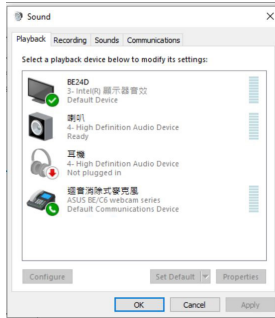 Sound
Playback Recording Sounds Communications
Select a playback device below to modify its settings:
BE24D
3- Intel(R) 顯示器音效
Default Device
喇叭
4- High Definition Audio Device
Ready
耳機
4- High Definition Audio Device
Not plugged in
迴音消除式麥克風
ASUS BE/C6 webcam series
Default Communications Device
Configure Set Default Properties
OK Cancel Apply